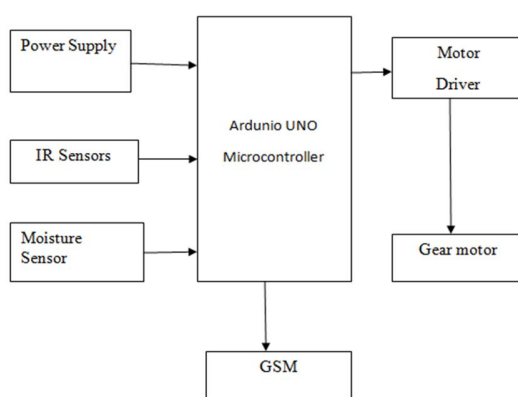 Power Supply
IR Sensors
Moisture
Sensor
Ardunio UNO
Microcontroller
Motor
Driver
Gear motor
GSM